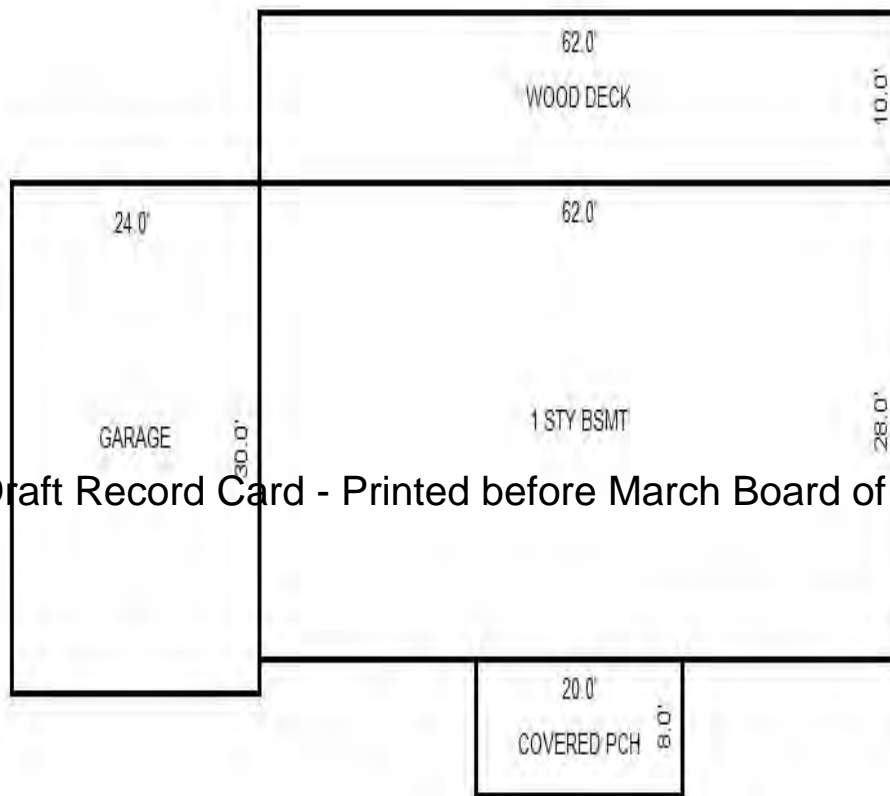 62.0'
WOOD DECK
10.0'
24.0'
62.0'
GARAGE
30.0'
1 STY BSMT
28.0'
Draft Record Card - Printed before March Board of
20.0'
COVERED PCH
8.0'